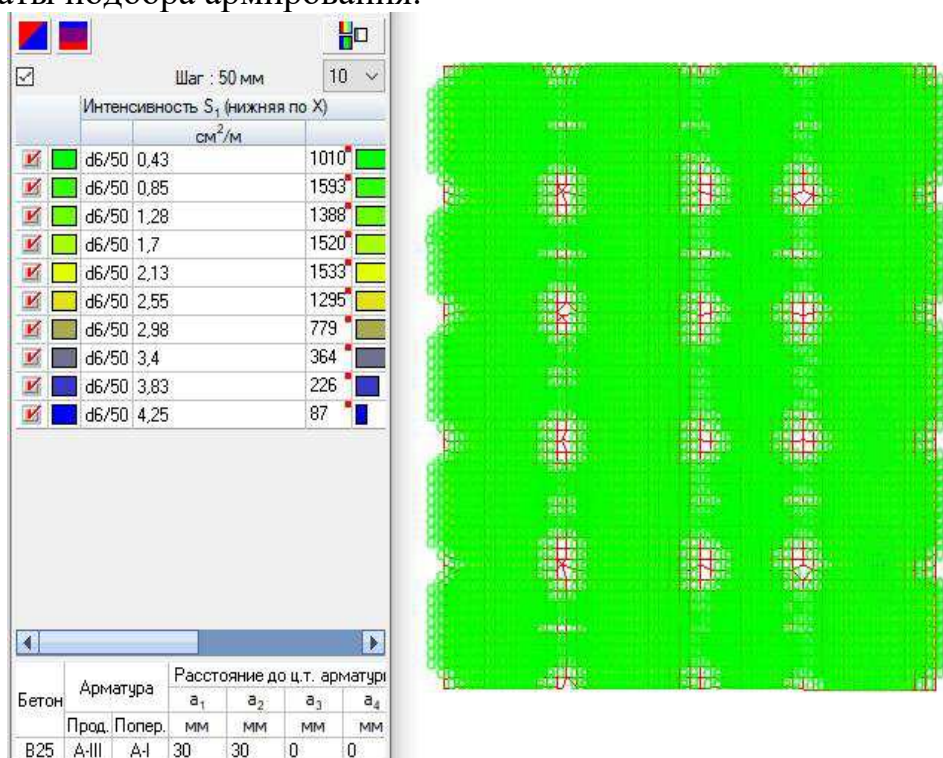 аты подбора армирования.
Шаг : 50 мм 10
Интенсивность S1 (нижняя по X)
см2/м
d6/50 0,43 1010
d6/50 0,85 1593
d6/50 1,28 1388
d6/50 1,7 1520
d6/50 2,13 1533
d6/50 2,55 1295
d6/50 2,98 779
d6/50 3,4 364
d6/50 3,83 226
d6/50 4,25 87
Бетон Арматура Расстояние до ц.т. арматуры
a1 a2 a3 a4
Прод. Попер. мм мм мм мм
B25 A-III A-I 30 30 0 0